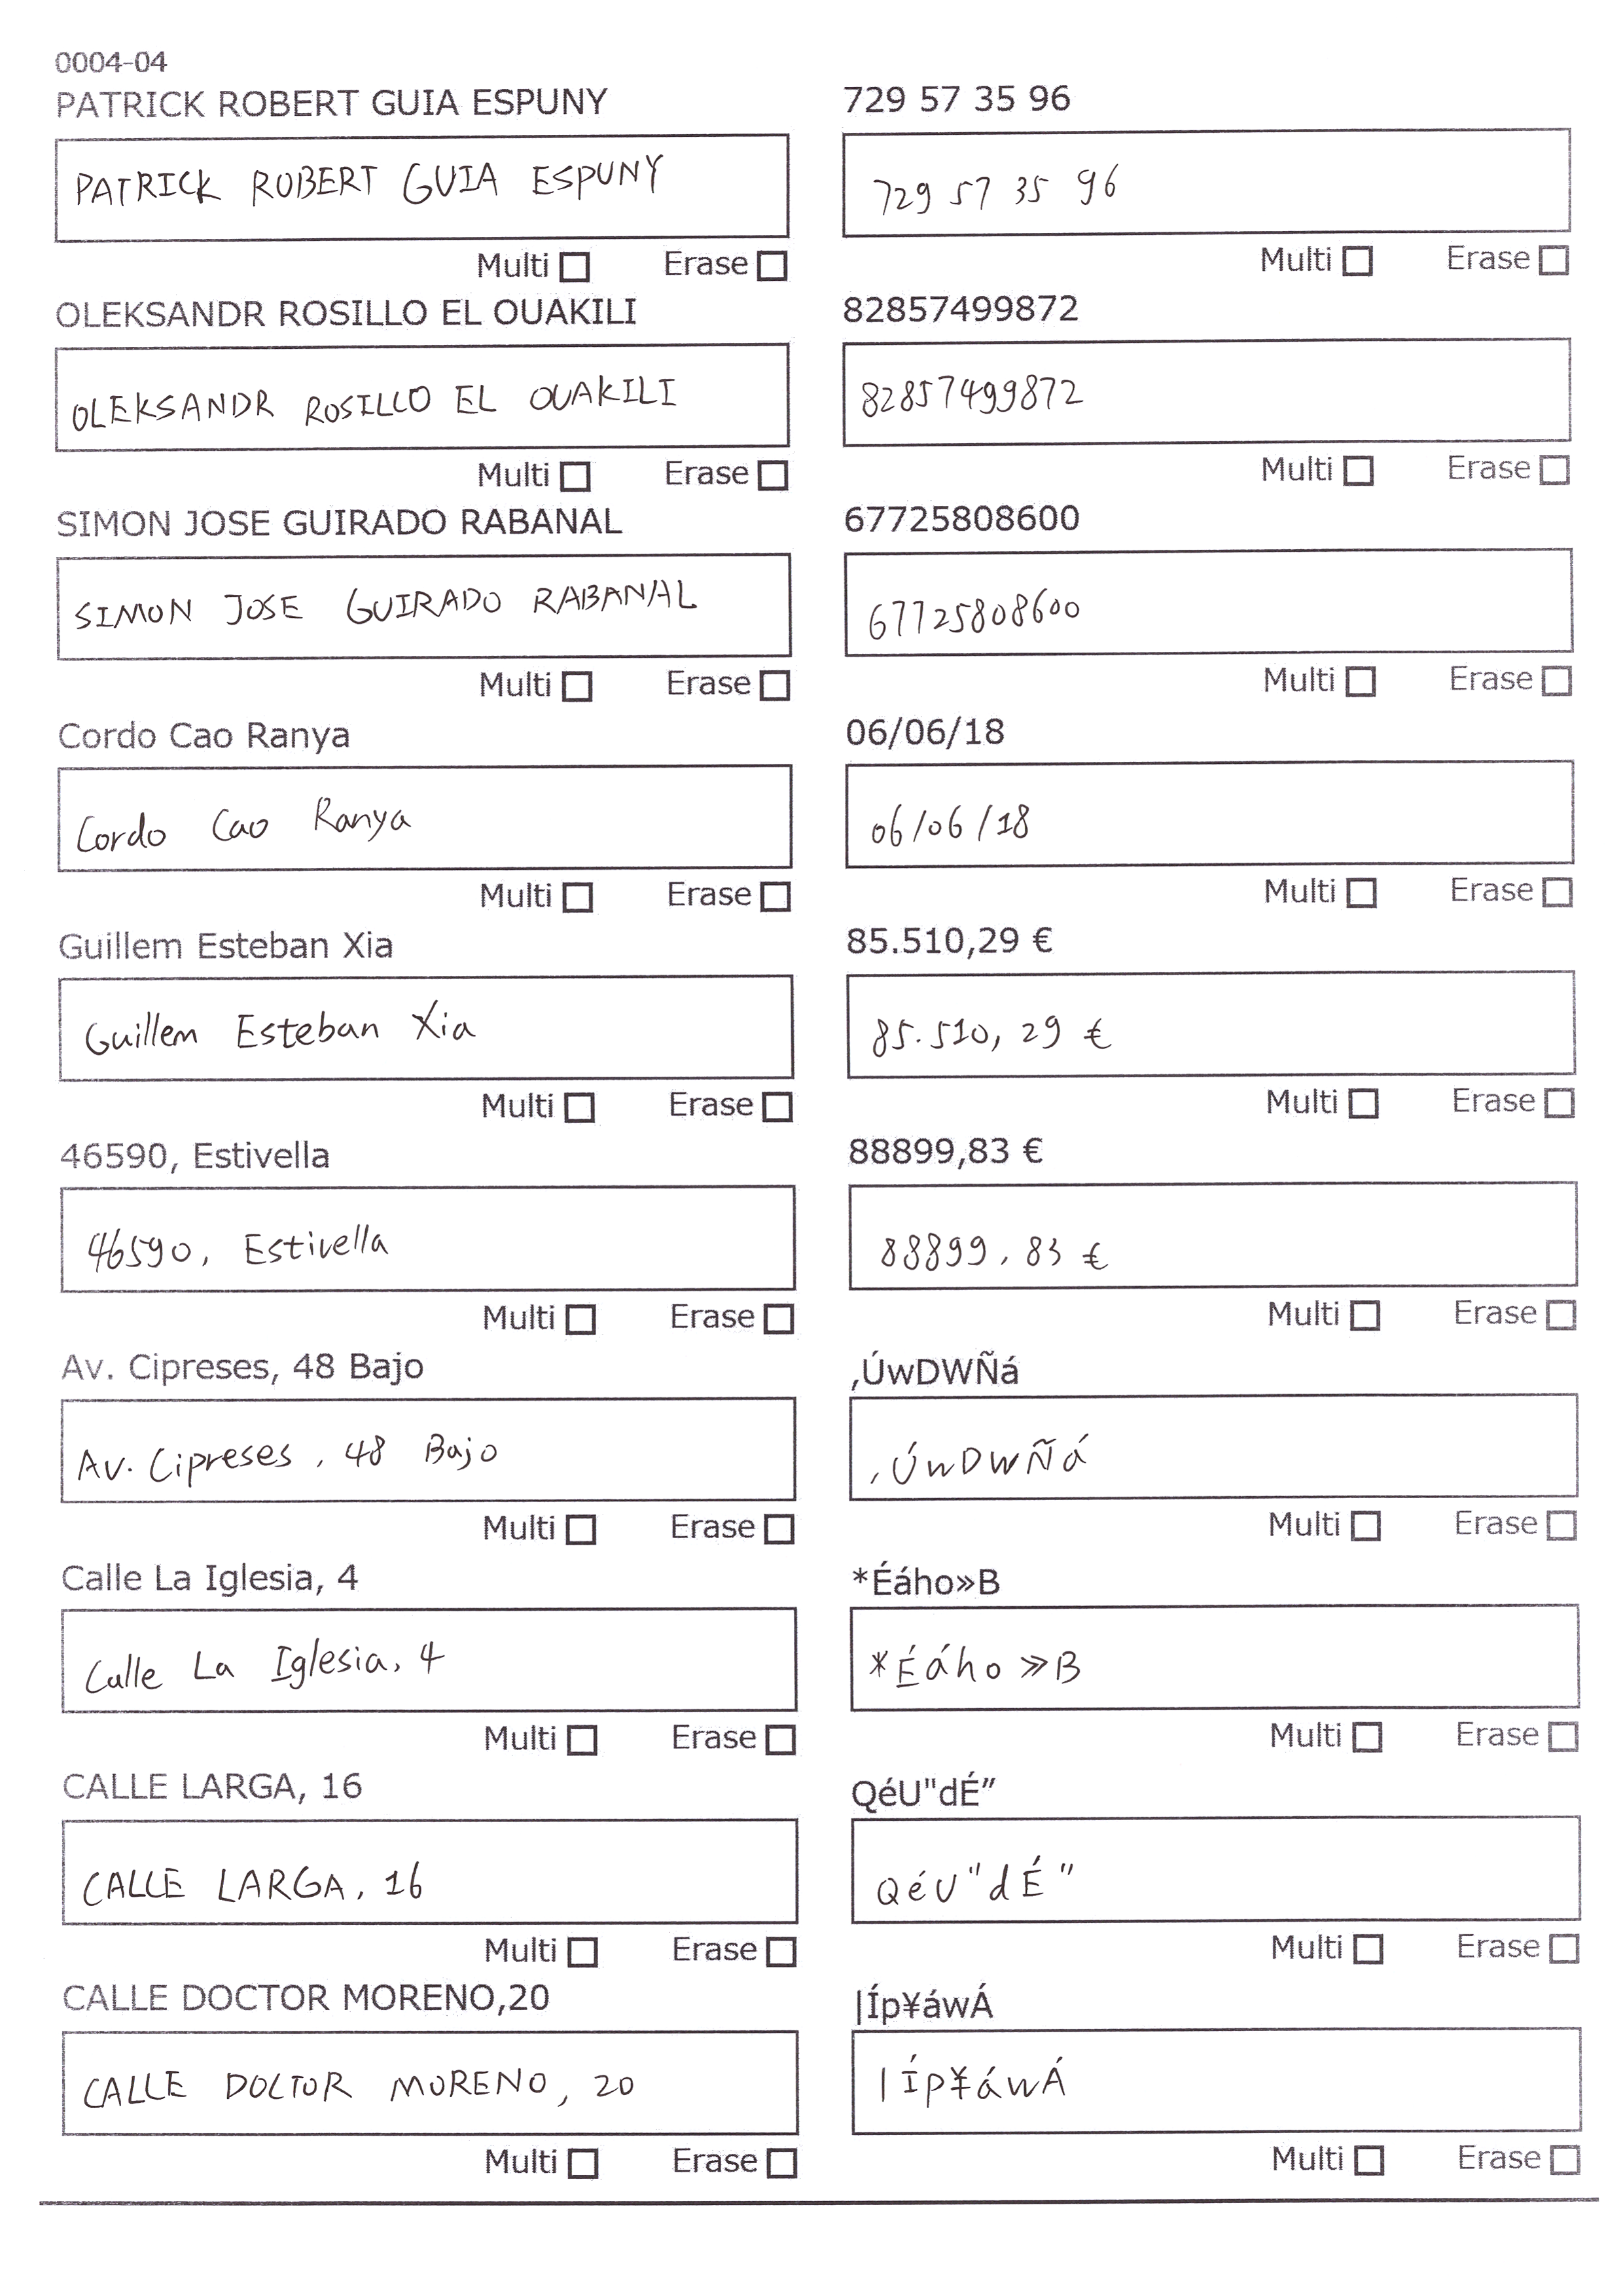 0004-04
PATRICK ROBERT GUIA ESPUNY
PATRICK ROBERT GUIA ESPUNY
Multi Erase
OLEKSANDR ROSILLO EL OUAKILI
OLEKSANDR ROSILLO EL OUAKILI
Multi Erase
SIMON JOSE GUIRADO RABANAL
SIMON JOSE GUIRADO RABANAL
Multi Erase
Cordo Cao Ranya
Cordo Cao Ranya
Multi Erase
Guillem Esteban Xia
Guillem Esteban Xia
Multi Erase
46590, Estivella
46590, Estivella
Multi Erase
Av. Cipreses, 48 Bajo
Av. Cipreses, 48 Bajo
Multi Erase
Calle La Iglesia, 4
Calle La Iglesia, 4
Multi Erase
CALLE LARGA, 16
CALLE LARGA, 16
Multi Erase
CALLE DOCTOR MORENO,20
CALLE DOCTOR MORENO, 20
Multi Erase
729 57 35 96
729 57 35 96
Multi Erase
82857499872
82857499872
Multi Erase
67725808600
67725808600
Multi Erase
06/06/18
06/06/18
Multi Erase
85.510,29 €
85.510, 29 €
Multi Erase
88899,83 €
88899,83 €
Multi Erase
,ÚwDWÑá
,ÚwDWÑá
Multi Erase
*Éáho»B
*Éáho»B
Multi Erase
QéU"dÉ”
QéU"dÉ"
Multi Erase
|Íp¥áwÁ
|Íp¥áwÁ
Multi Erase